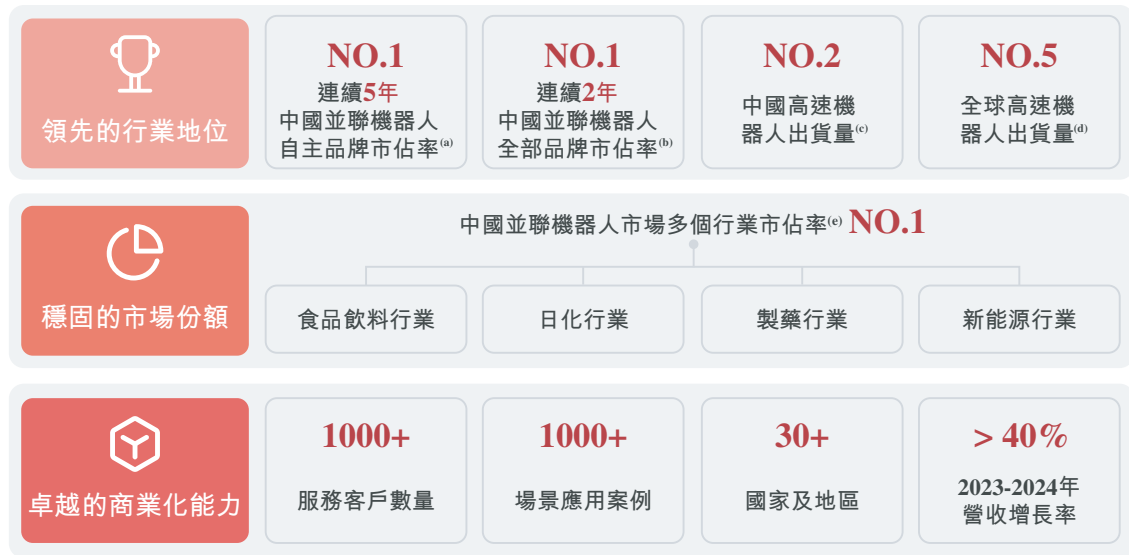 領先的行業地位
NO.1
連續5年
中國並聯機器人
自主品牌市佔率(a)
NO.1
連續2年
中國並聯機器人
全部品牌市佔率(b)
NO.2
中國高速機
器人出貨量(c)
NO.5
全球高速機
器人出貨量(d)
穩固的市場份額
中國並聯機器人市場多個行業市佔率(e) NO.1
食品飲料行業
日化行業
製藥行業
新能源行業
卓越的商業化能力
1000+
服務客戶數量
1000+
場景應用案例
30+
國家及地區
> 40%
2023-2024年
營收增長率